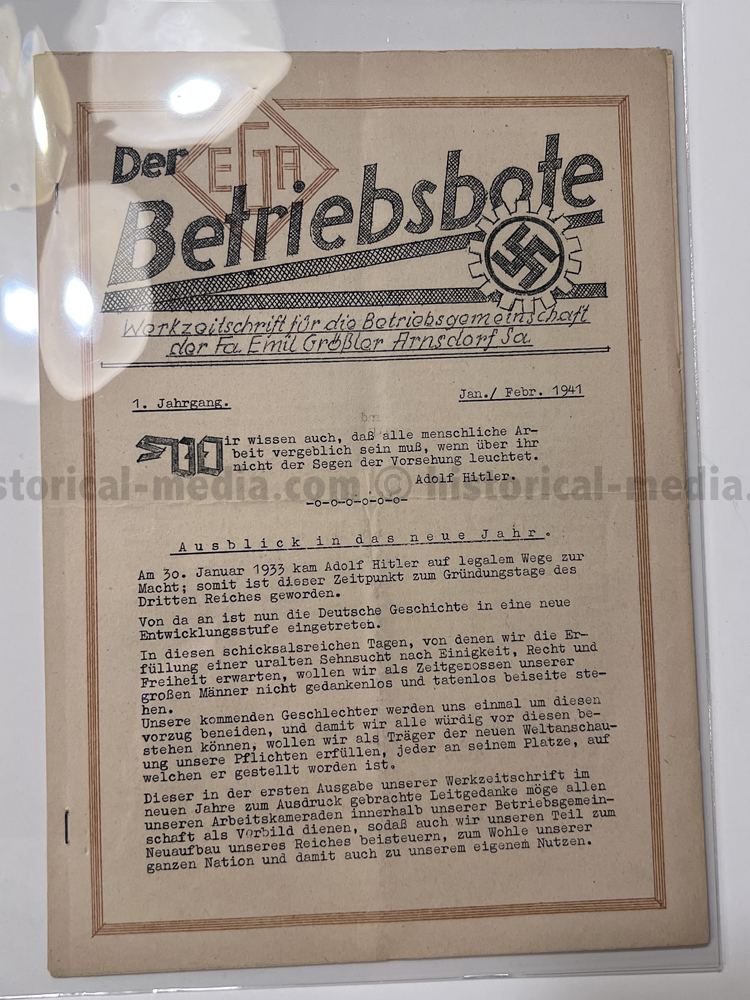 Der EGA
Betriebsbote
Werkzeitschrift für die Betriebsgemeinschaft
der Fa. Emil Größler Arnsdorf Sa.
1. Jahrgang.
Jan./ Febr. 1941
Wir wissen auch, daß alle menschliche Ar-
beit vergeblich sein muß, wenn über ihr
nicht der Segen der Vorsehung leuchtet.
Adolf Hitler.
-o-o-o-o-o-o-
storical-media.com © historical-media.
Ausblick in das neue Jahr.
Am 30. Januar 1933 kam Adolf Hitler auf legalem Wege zur
Macht; somit ist dieser Zeitpunkt zum Gründungstage des
Dritten Reiches geworden.
Von da an ist nun die Deutsche Geschichte in eine neue
Entwicklungsstufe eingetreten.
In diesen schicksalsreichen Tagen, von denen wir die Er-
füllung einer uralten Sehnsucht nach Einigkeit, Recht und
Freiheit erwarten, wollen wir als Zeitgenossen unserer
großen Männer nicht gedankenlos und tatenlos beiseite ste-
hen.
Unsere kommenden Geschlechter werden uns einmal um diesen
vorzug beneiden, und damit wir alle würdig vor diesen be-
stehen können, wollen wir als Träger der neuen Weltanschau-
ung unsere Pflichten erfüllen, jeder an seinem Platze, auf
welchen er gestellt worden ist.
Dieser in der ersten Ausgabe unserer Werkzeitschrift im
neuen Jahre zum Ausdruck gebrachte Leitgedanke möge allen
unseren Arbeitskameraden innerhalb unserer Betriebsgemein-
schaft als Vorbild dienen, sodaß auch wir unseren Teil zum
Neuaufbau unseres Reiches beisteuern, zum Wohle unserer
ganzen Nation und damit auch zu unserem eigenem Nutzen.